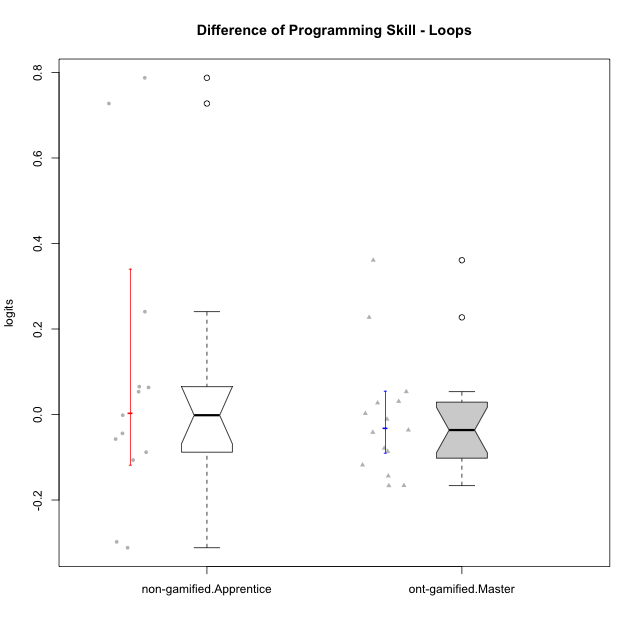 Difference of Programming Skill - Loops
logits
0.8
0.6
0.4
0.2
0.0
-0.2
non-gamified.Apprentice
ont-gamified.Master